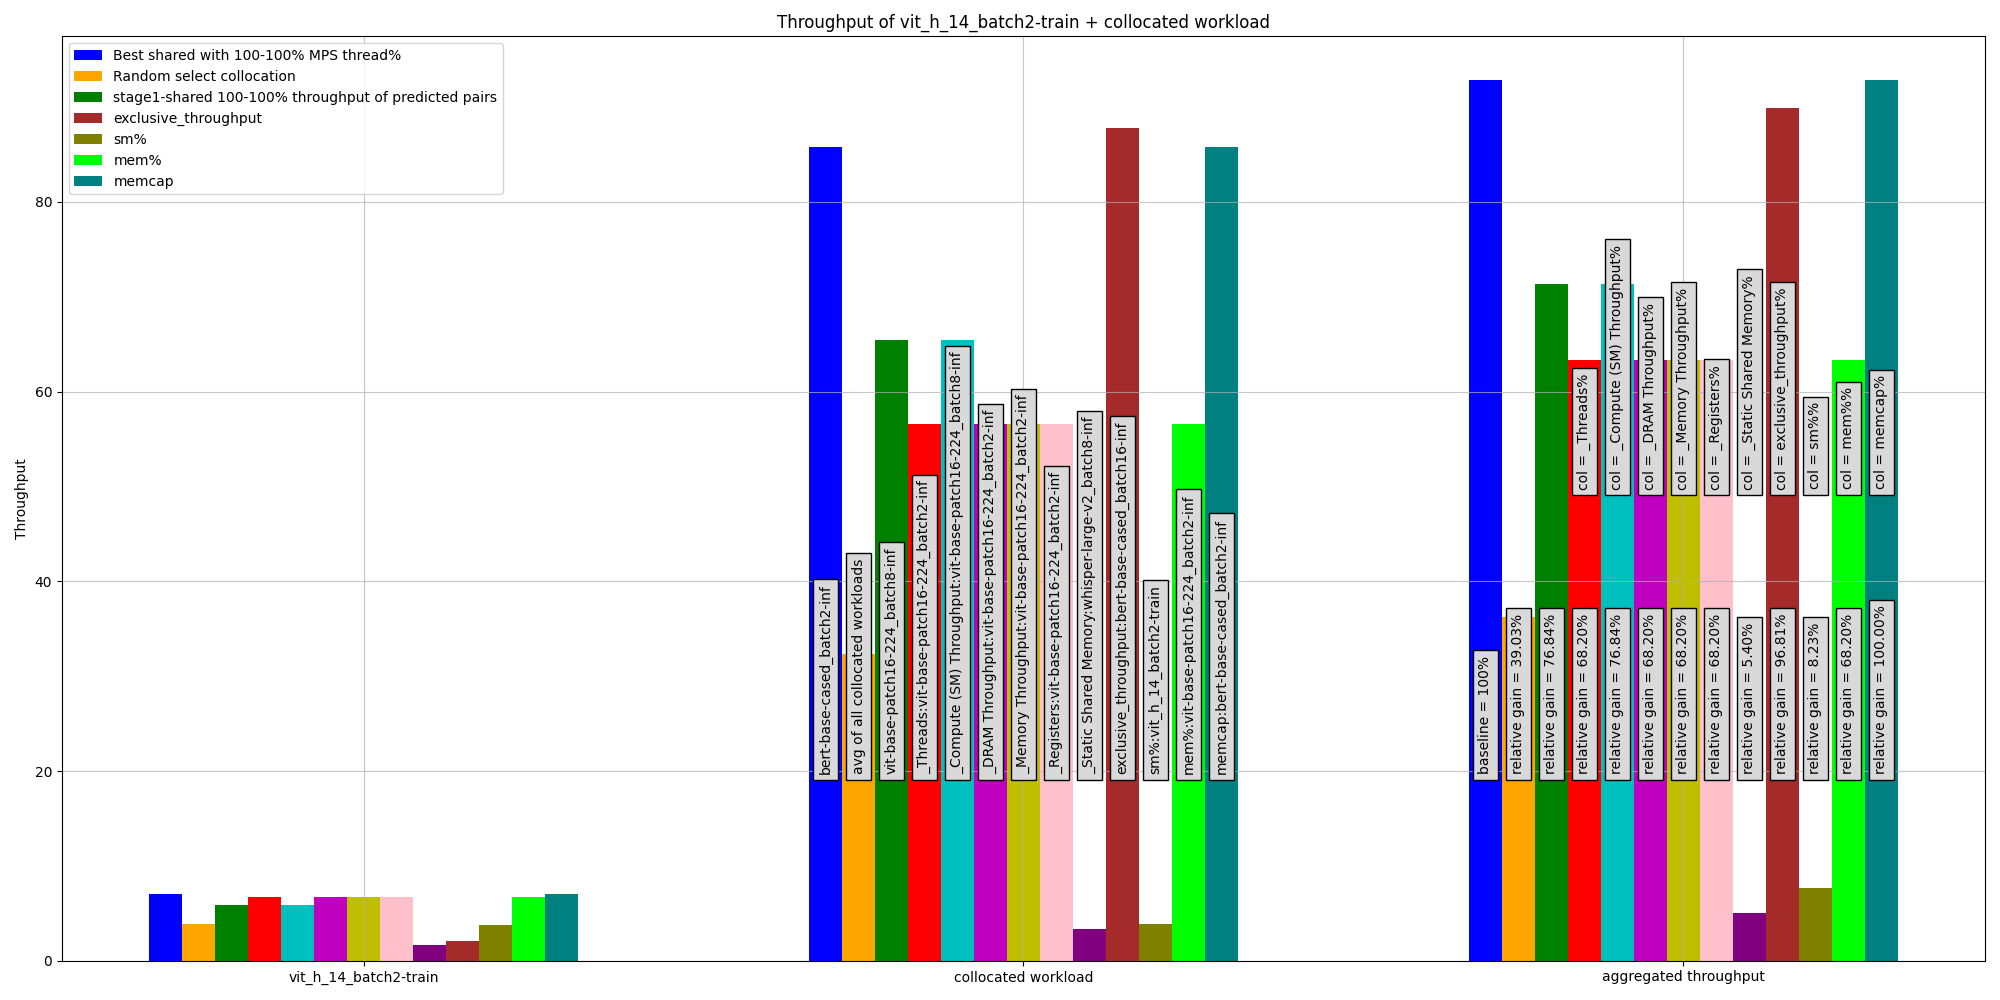 Throughput of vit_h_14_batch2-train + collocated workload
Best shared with 100-100% MPS thread%
Random select collocation
stage1-shared 100-100% throughput of predicted pairs
exclusive_throughput
sm%
mem%
memcap
Throughput
80
60
40
20
0
bert-base-cased_batch2-inf
avg of all collocated workloads
vit-base-patch16-224_batch8-inf
_Threads:vit-base-patch16-224_batch2-inf
_Compute (SM) Throughput:vit-base-patch16-224_batch8-inf
_DRAM Throughput:vit-base-patch16-224_batch2-inf
_Memory Throughput:vit-base-patch16-224_batch2-inf
_Registers:vit-base-patch16-224_batch2-inf
_Static Shared Memory:whisper-large-v2_batch8-inf
exclusive_throughput:bert-base-cased_batch16-inf
sm%:vit_h_14_batch2-train
mem%:vit-base-patch16-224_batch2-inf
memcap:bert-base-cased_batch2-inf
col = _Threads%
col = _Compute (SM) Throughput%
col = _DRAM Throughput%
col = _Memory Throughput%
col = _Registers%
col = _Static Shared Memory%
col = exclusive_throughput%
col = sm%%
col = mem%%
col = memcap%
baseline = 100%
relative gain = 39.03%
relative gain = 76.84%
relative gain = 68.20%
relative gain = 76.84%
relative gain = 68.20%
relative gain = 68.20%
relative gain = 68.20%
relative gain = 5.40%
relative gain = 96.81%
relative gain = 8.23%
relative gain = 68.20%
relative gain = 100.00%
vit_h_14_batch2-train
collocated workload
aggregated throughput